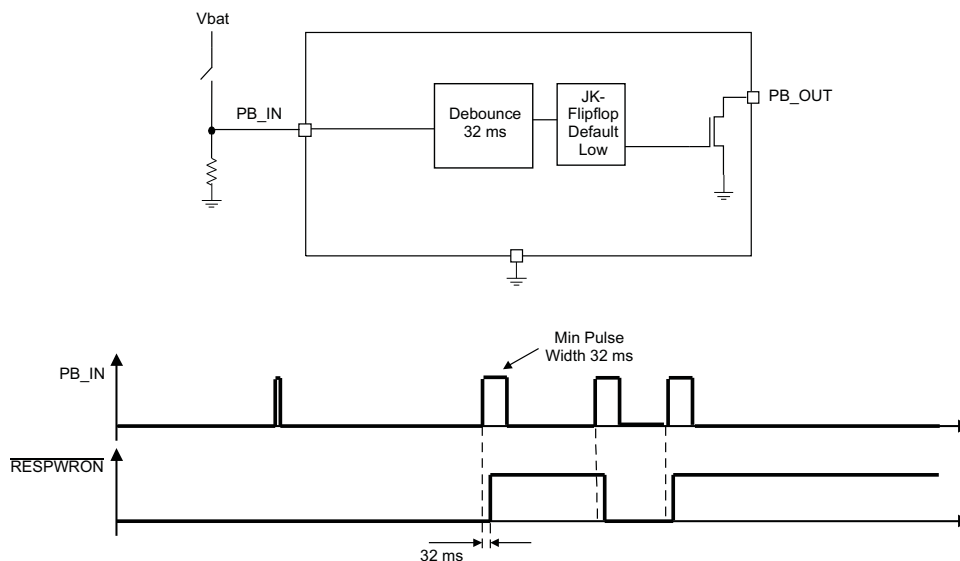 Vbat
PB_IN
Debounce
32 ms
JK-
Flipflop
Default
Low
PB_OUT
Min Pulse
Width 32 ms
PB_IN
RESPWRON
32 ms